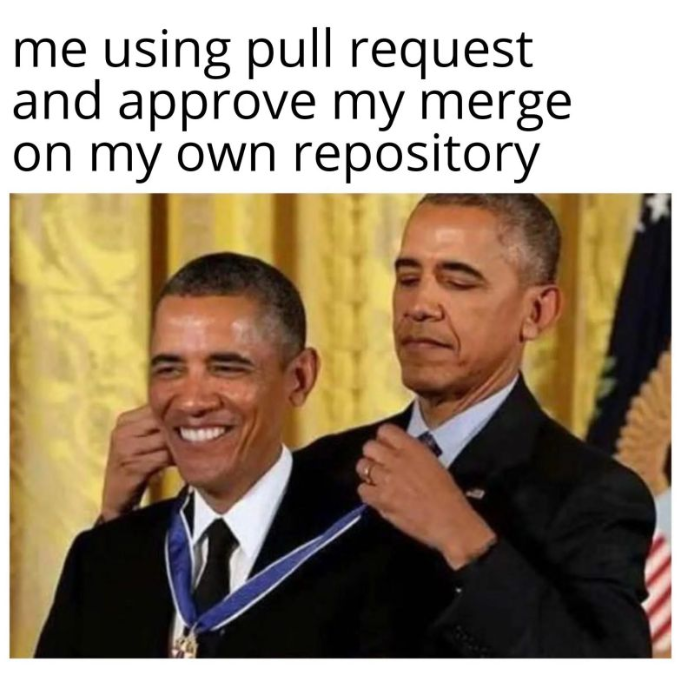 me using pull request
and approve my merge
on my own repository